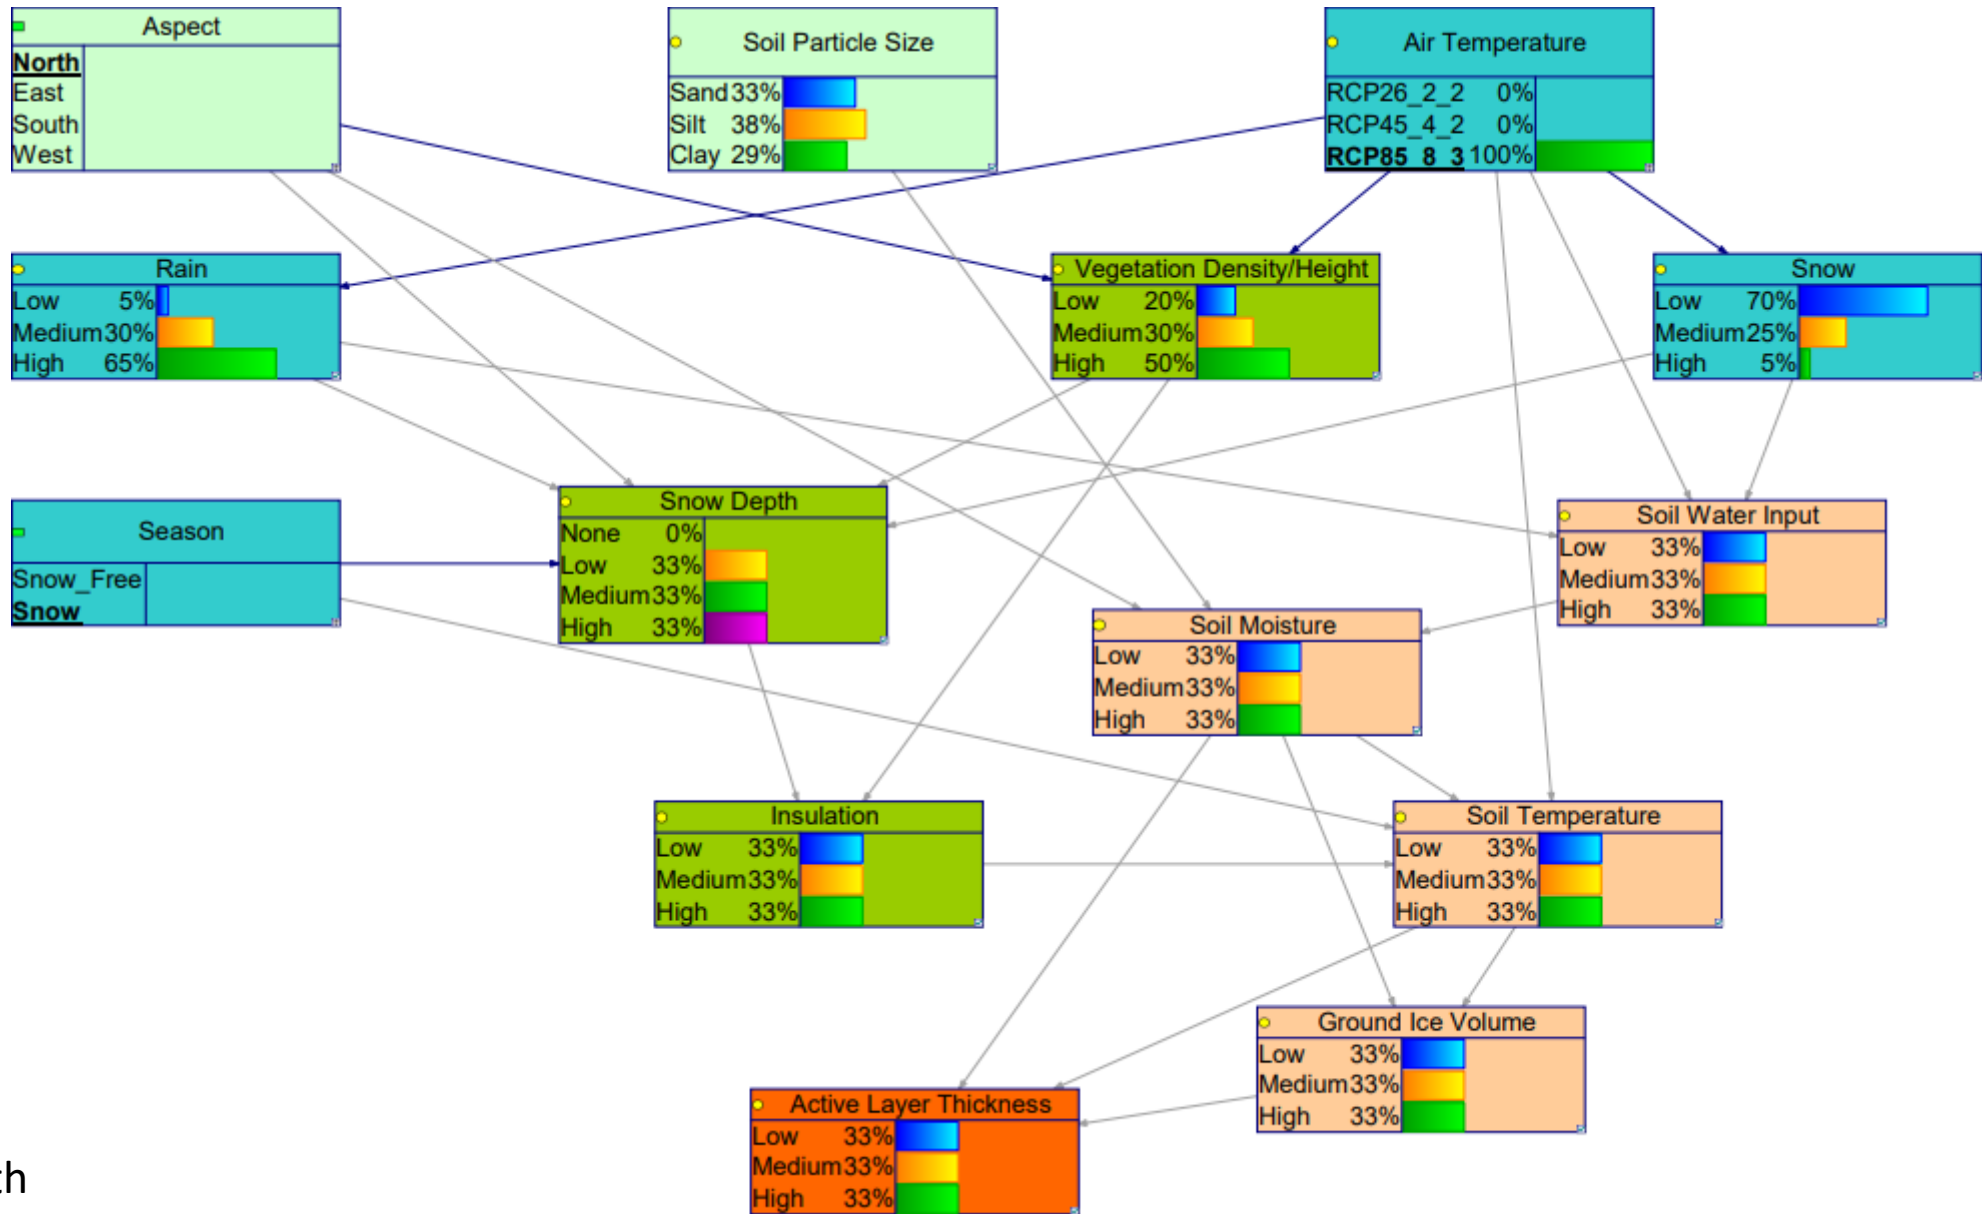 Aspect
North
East
South
West
Soil Particle Size
Sand 33%
Silt 38%
Clay 29%
Air Temperature
RCP26_2_2 0%
RCP45_4_2 0%
RCP85_8_3 100%
Rain
Low 5%
Medium 30%
High 65%
Vegetation Density/Height
Low 20%
Medium 30%
High 50%
Snow
Low 70%
Medium 25%
High 5%
Season
Snow_Free
Snow
Snow Depth
None 0%
Low 33%
Medium 33%
High 33%
Soil Water Input
Low 33%
Medium 33%
High 33%
Soil Moisture
Low 33%
Medium 33%
High 33%
Insulation
Low 33%
Medium 33%
High 33%
Soil Temperature
Low 33%
Medium 33%
High 33%
Ground Ice Volume
Low 33%
Medium 33%
High 33%
Active Layer Thickness
Low 33%
Medium 33%
High 33%